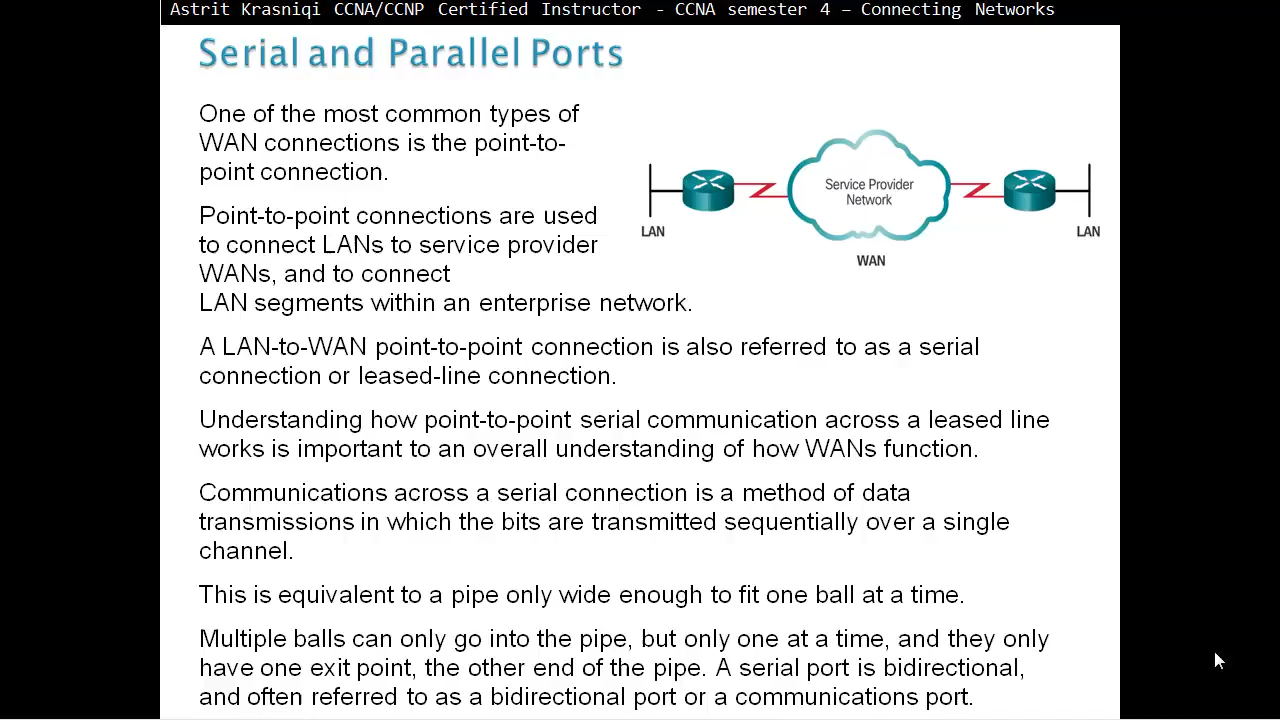 Astrit Krasniqi CCNA/CCNP Certified Instructor - CCNA semester 4 – Connecting Networks
Serial and Parallel Ports
One of the most common types of
WAN connections is the point-to-
point connection.
Point-to-point connections are used
to connect LANs to service provider
WANs, and to connect
LAN segments within an enterprise network.
Service Provider
Network
LAN
LAN
WAN
A LAN-to-WAN point-to-point connection is also referred to as a serial
connection or leased-line connection.
Understanding how point-to-point serial communication across a leased line
works is important to an overall understanding of how WANs function.
Communications across a serial connection is a method of data
transmissions in which the bits are transmitted sequentially over a single
channel.
This is equivalent to a pipe only wide enough to fit one ball at a time.
Multiple balls can only go into the pipe, but only one at a time, and they only
have one exit point, the other end of the pipe. A serial port is bidirectional,
and often referred to as a bidirectional port or a communications port.